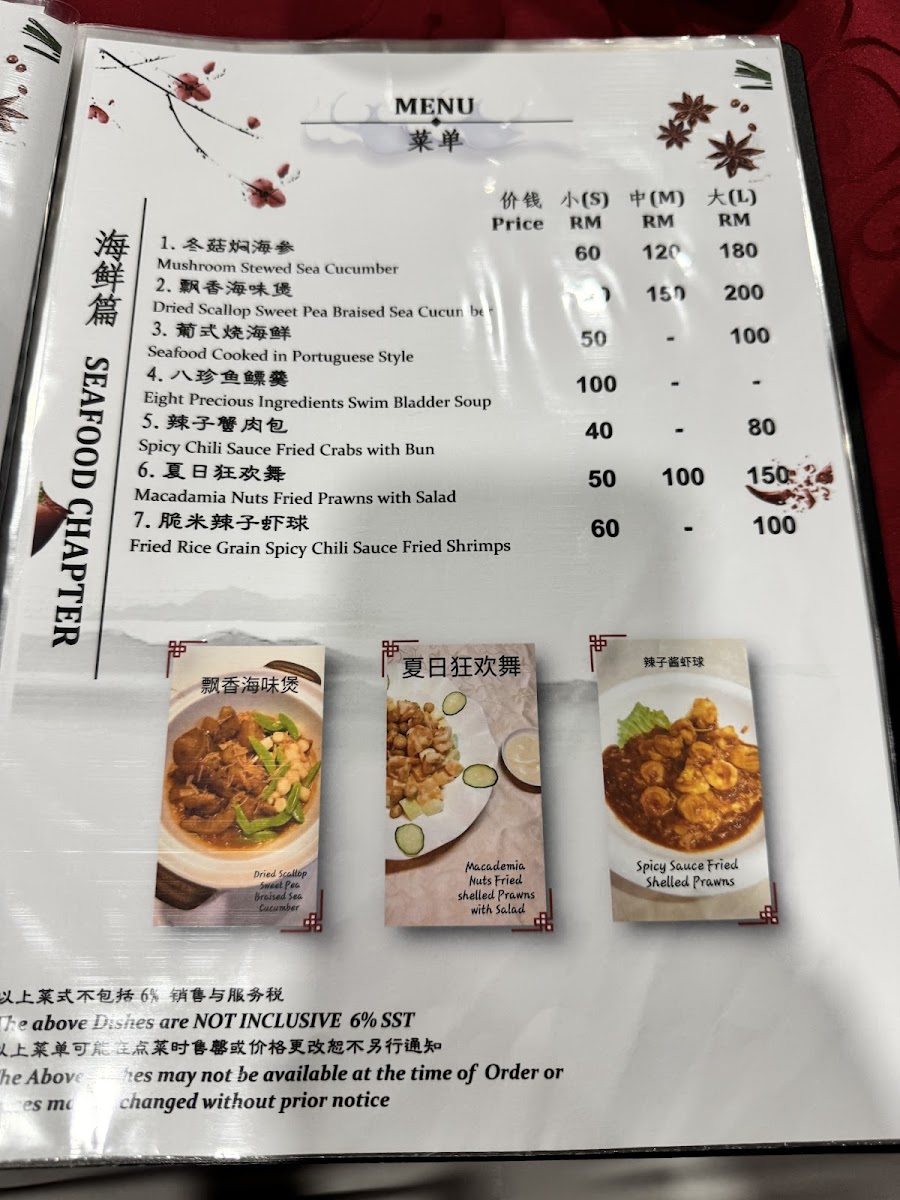 MENU
菜单
价钱 小(S) 中(M) 大(L)
Price RM RM RM
海鲜篇 SEAFOOD CHAPTER
1. 冬菇焖海参 60 120 180
Mushroom Stewed Sea Cucumber
2. 飘香海味煲 150 200
Dried Scallop Sweet Pea Braised Sea Cucumber
3. 葡式烧海鲜 50 - 100
Seafood Cooked in Portuguese Style
4. 八珍鱼鳔羹 100 - -
Eight Precious Ingredients Swim Bladder Soup
5. 辣子蟹肉包 40 - 80
Spicy Chili Sauce Fried Crabs with Bun
6. 夏日狂欢舞 50 100 150
Macadamia Nuts Fried Prawns with Salad
7. 脆米辣子虾球 60 - 100
Fried Rice Grain Spicy Chili Sauce Fried Shrimps
飘香海味煲
Dried Scallop
Sweet Pea
Braised Sea
Cucumber
夏日狂欢舞
Macademia
Nuts Fried
shelled Prawns
with Salad
辣子酱虾球
Spicy Sauce Fried
Shelled Prawns
以上菜式不包括 6% 销售与服务税
The above Dishes are NOT INCLUSIVE 6% SST
以上菜单可能在点菜时售罄或价格更改恕不另行通知
The Above may not be available at the time of Order or
changed without prior notice